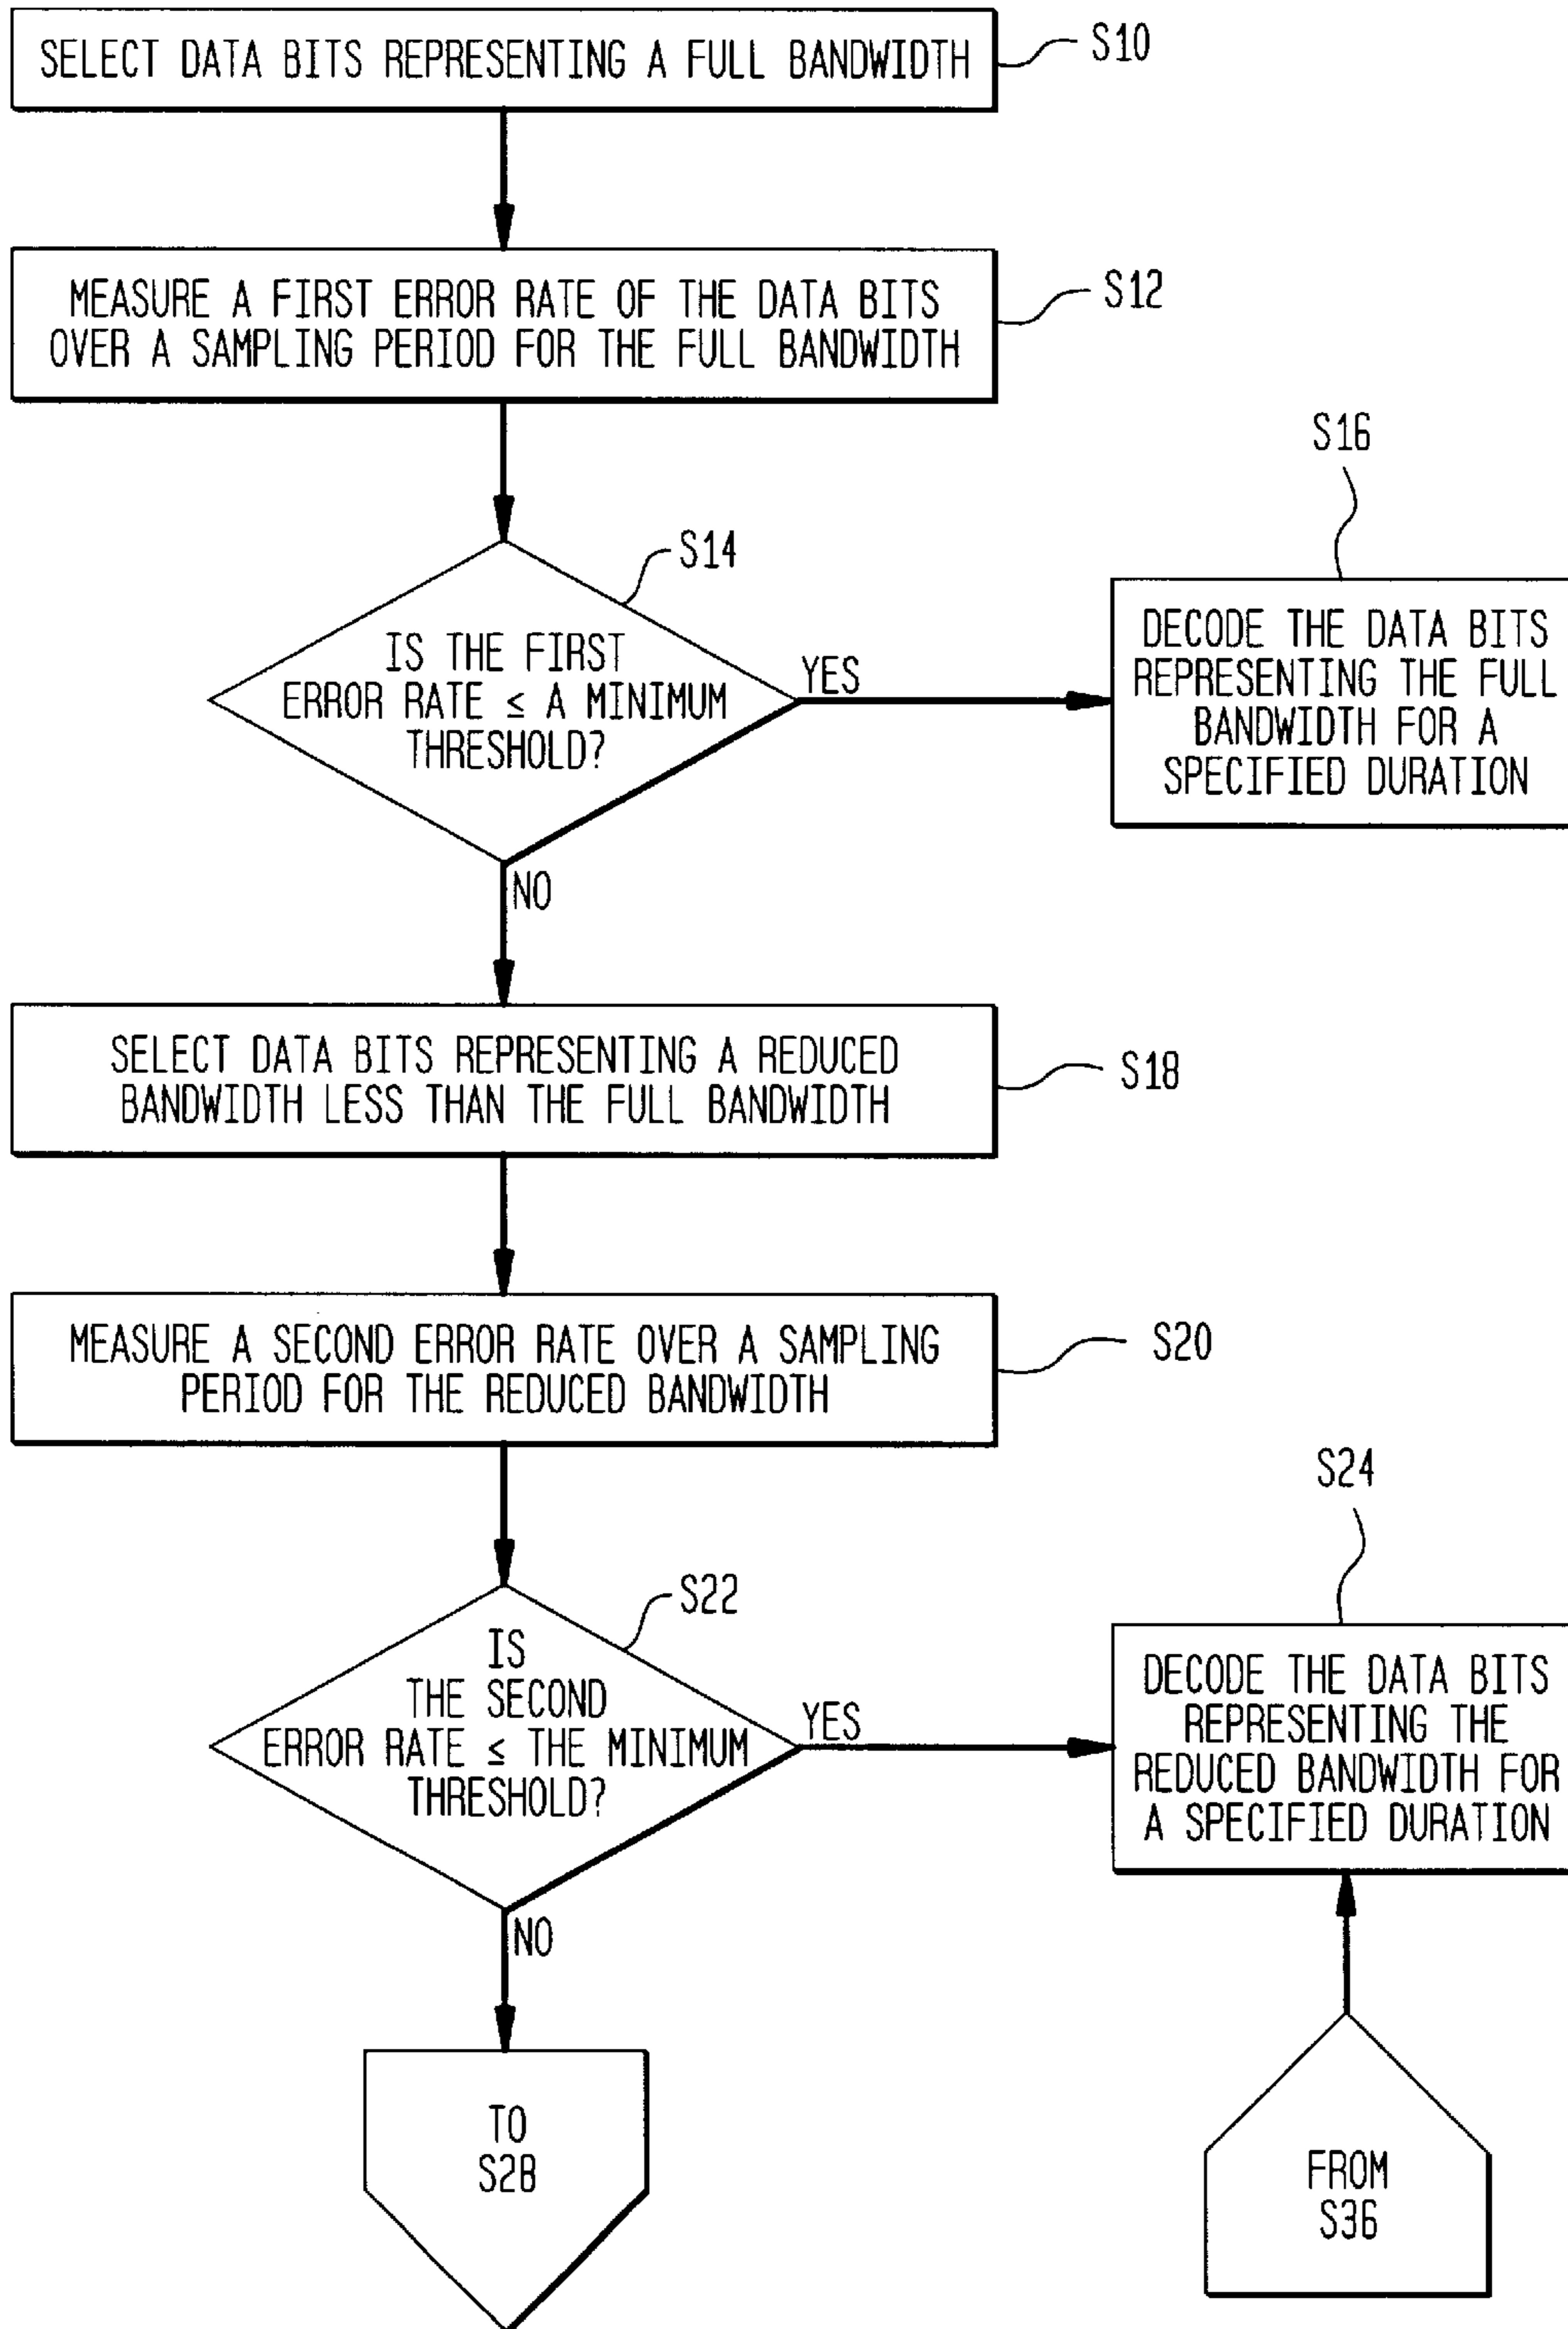 SELECT DATA BITS REPRESENTING A FULL BANDWIDTH
S10
MEASURE A FIRST ERROR RATE OF THE DATA BITS
OVER A SAMPLING PERIOD FOR THE FULL BANDWIDTH
S12
S14
IS THE FIRST
ERROR RATE ≤ A MINIMUM
THRESHOLD?
YES
S16
DECODE THE DATA BITS
REPRESENTING THE FULL
BANDWIDTH FOR A
SPECIFIED DURATION
NO
SELECT DATA BITS REPRESENTING A REDUCED
BANDWIDTH LESS THAN THE FULL BANDWIDTH
S18
MEASURE A SECOND ERROR RATE OVER A SAMPLING
PERIOD FOR THE REDUCED BANDWIDTH
S20
S22
IS
THE SECOND
ERROR RATE ≤ THE MINIMUM
THRESHOLD?
YES
S24
DECODE THE DATA BITS
REPRESENTING THE
REDUCED BANDWIDTH FOR
A SPECIFIED DURATION
NO
TO
S28
FROM
S36